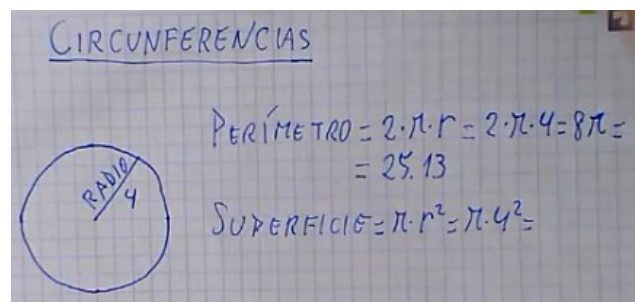 CIRCUNFERENCIAS
PERÍMETRO = 2·π·r = 2·π·4 = 8π =
= 25.13
RADIO
4
SUPERFICIE = π·r² = π·4² =